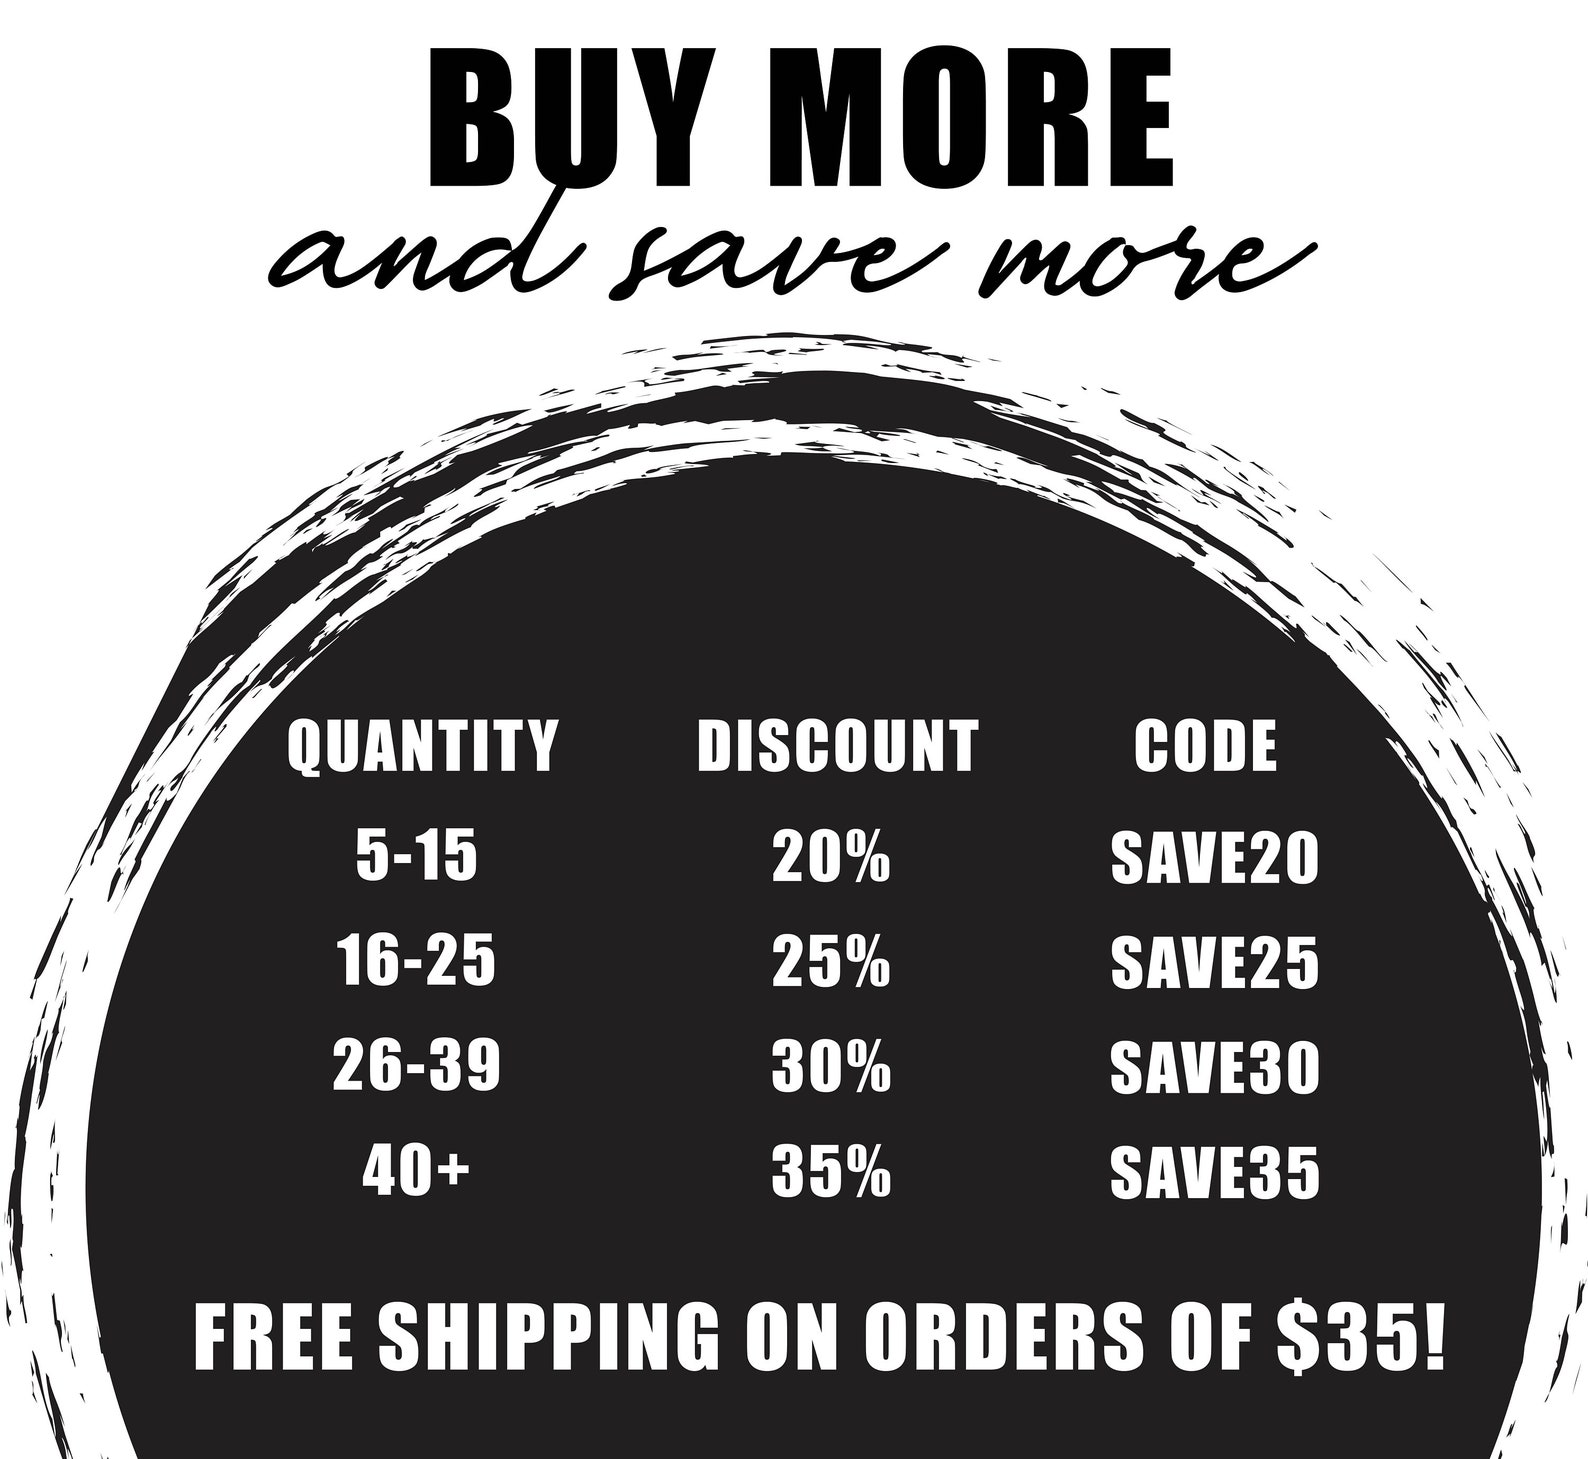 BUY MORE
and save more
QUANTITY DISCOUNT CODE
5-15 20% SAVE20
16-25 25% SAVE25
26-39 30% SAVE30
40+ 35% SAVE35
FREE SHIPPING ON ORDERS OF $35!